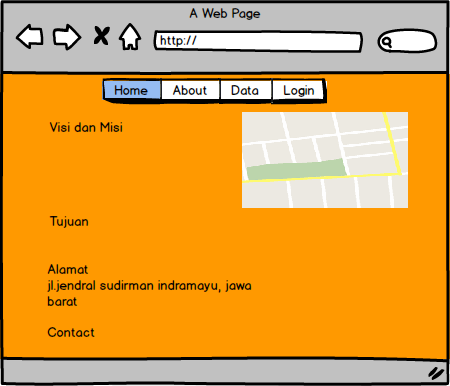 A Web Page
http://
Home About Data Login
Visi dan Misi
Tujuan
Alamat
jl.jendral sudirman indramayu, jawa
barat
Contact